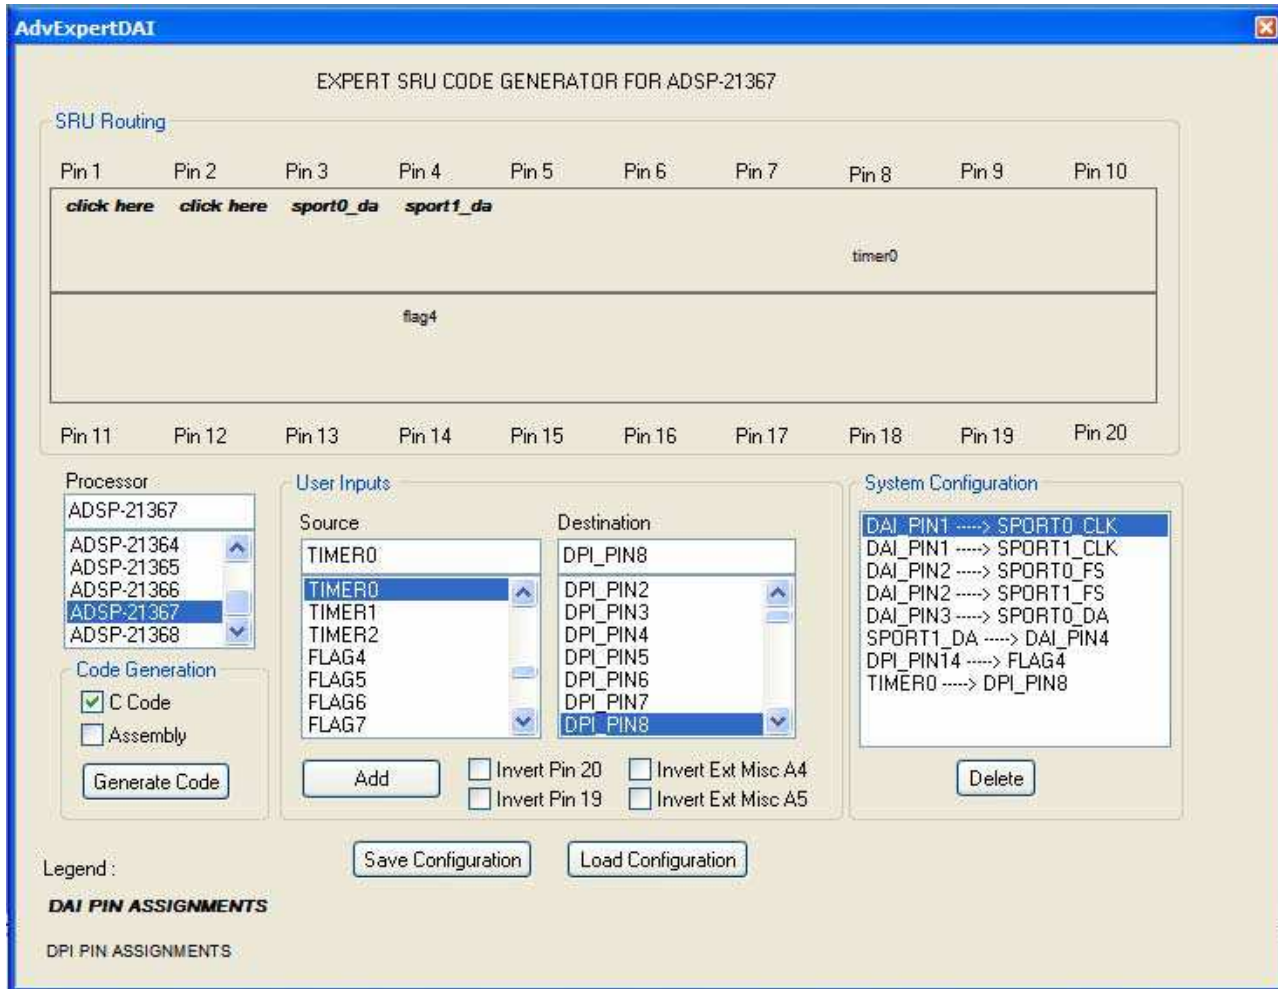 AdvExpertDAI
EXPERT SRU CODE GENERATOR FOR ADSP-21367
SRU Routing
Pin 1 Pin 2 Pin 3 Pin 4 Pin 5 Pin 6 Pin 7 Pin 8 Pin 9 Pin 10
click here click here sport0_da sport1_da
timer0
flag4
Pin 11 Pin 12 Pin 13 Pin 14 Pin 15 Pin 16 Pin 17 Pin 18 Pin 19 Pin 20
Processor
ADSP-21367
ADSP-21364
ADSP-21365
ADSP-21366
ADSP-21367
ADSP-21368
Code Generation
C Code
Assembly
Generate Code
User Inputs
Source
TIMER0
TIMER0
TIMER1
TIMER2
FLAG4
FLAG5
FLAG6
FLAG7
Destination
DPI_PIN8
DPI_PIN2
DPI_PIN3
DPI_PIN4
DPI_PIN5
DPI_PIN6
DPI_PIN7
DPI_PIN8
Add
Invert Pin 20 Invert Ext Misc A4
Invert Pin 19 Invert Ext Misc A5
System Configuration
DAI_PIN1 -----> SPORT0_CLK
DAI_PIN1 -----> SPORT1_CLK
DAI_PIN2 -----> SPORT0_FS
DAI_PIN2 -----> SPORT1_FS
DAI_PIN3 -----> SPORT0_DA
SPORT1_DA -----> DAI_PIN4
DPI_PIN14 -----> FLAG4
TIMER0 -----> DPI_PIN8
Delete
Save Configuration Load Configuration
Legend :
DAI PIN ASSIGNMENTS
DPI PIN ASSIGNMENTS